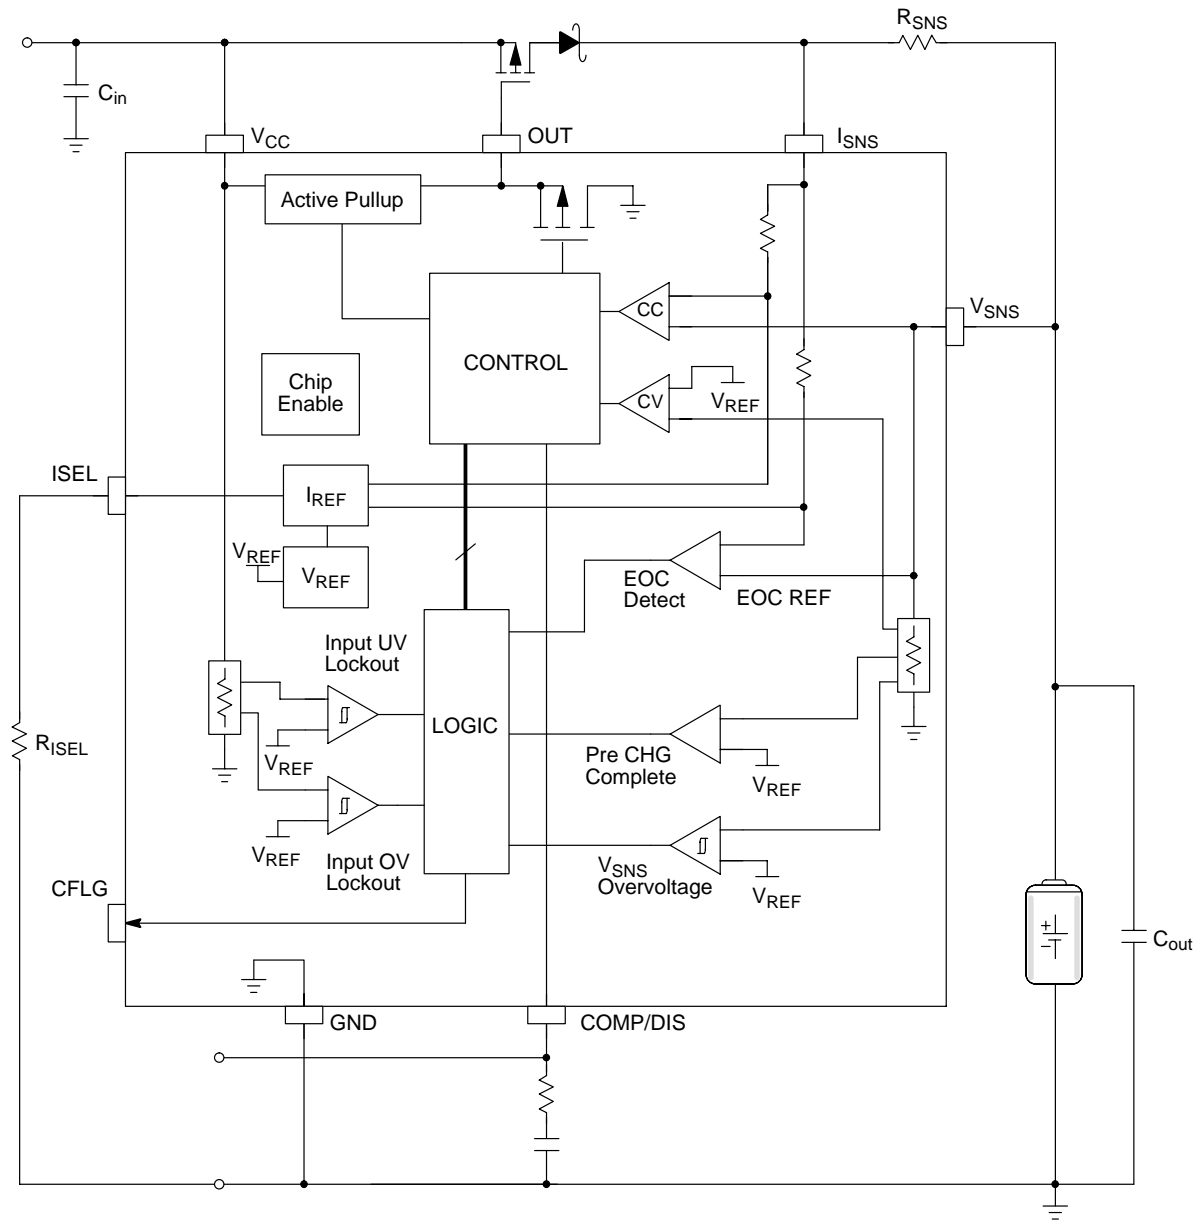 RSNS
Cin
VCC
OUT
ISNS
Active Pullup
CC
VSNS
CONTROL
Chip
Enable
CV
VREF
ISEL
IREF
VREF
VREF
EOC
Detect
EOC REF
Input UV
Lockout
LOGIC
RISEL
VREF
Pre CHG
Complete
VREF
VREF
Input OV
Lockout
VSNS
Overvoltage
VREF
CFLG
+
−
Cout
GND
COMP/DIS